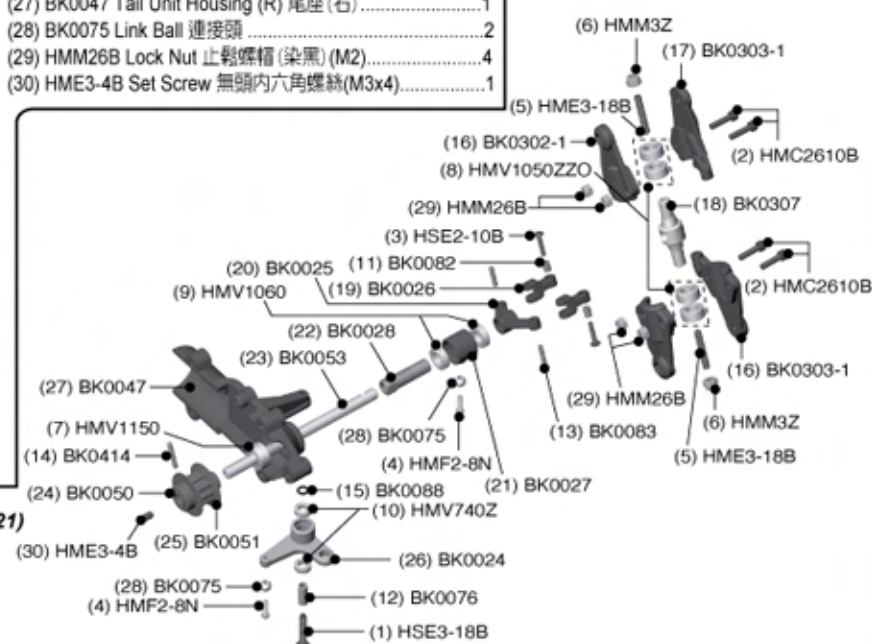 (27) BK0047 Tail Unit Housing (R) 尾座(右)..............................1
(28) BK0075 Link Ball 連接頭 ............................................2
(29) HMM26B Lock Nut 止鬆螺帽(染黑)(M2).....................4
(30) HME3-4B Set Screw 無頭內六角螺絲(M3x4)...............1
(6) HMM3Z
(17) BK0303-1
(5) HME3-18B
(16) BK0302-1
(2) HMC2610B
(8) HMV1050ZZO
(29) HMM26B
(18) BK0307
(3) HSE2-10B
(20) BK0025
(11) BK0082
(19) BK0026
(2) HMC2610B
(9) HMV1060
(22) BK0028
(23) BK0053
(27) BK0047
(16) BK0303-1
(29) HMM26B
(7) HMV1150
(28) BK0075
(13) BK0083
(6) HMM3Z
(14) BK0414
(4) HMF2-8N
(5) HME3-18B
(24) BK0050
(15) BK0088
(21) BK0027
(10) HMV740Z
21)
(30) HME3-4B
(25) BK0051
(26) BK0024
(28) BK0075
(12) BK0076
(4) HMF2-8N
(1) HSE3-18B